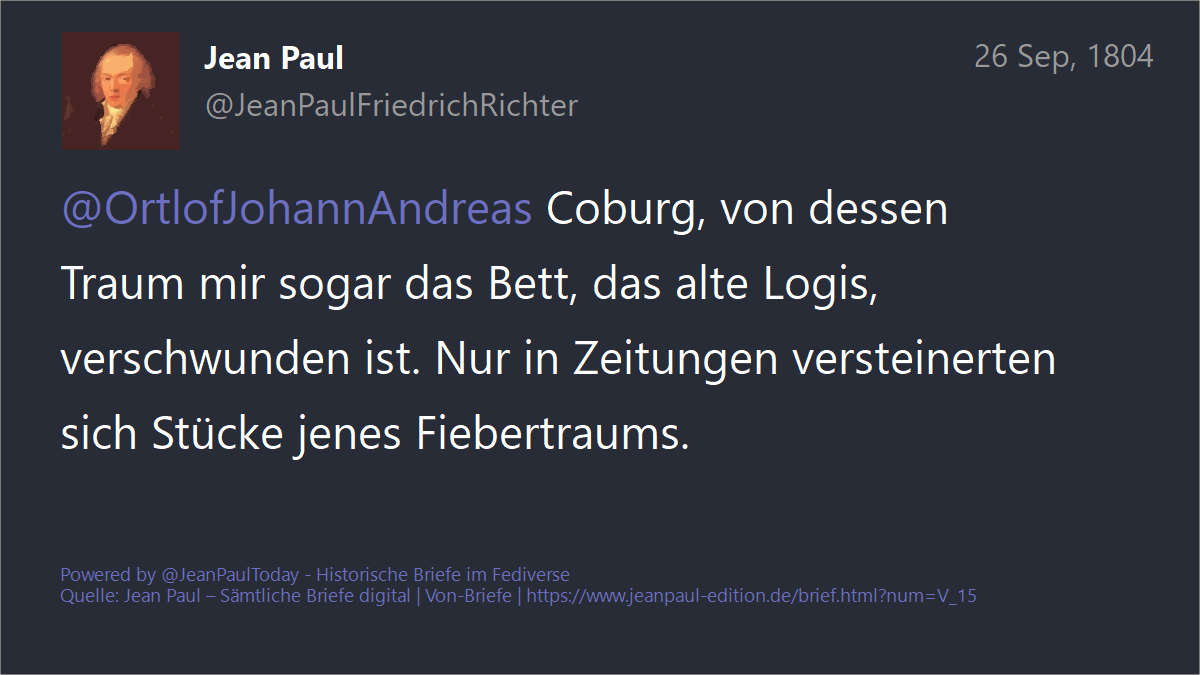 Jean Paul
26 Sep, 1804
@JeanPaulFriedrichRichter
@OrtlofJohannAndreas Coburg, von dessen
Traum mir sogar das Bett, das alte Logis,
verschwunden ist. Nur in Zeitungen versteinerten
sich Stücke jenes Fiebertraums.
Powered by @JeanPaulToday - Historische Briefe im Fediverse
Quelle: Jean Paul – Sämtliche Briefe digital | Von-Briefe | https://www.jeanpaul-edition.de/brief.html?num=V_15